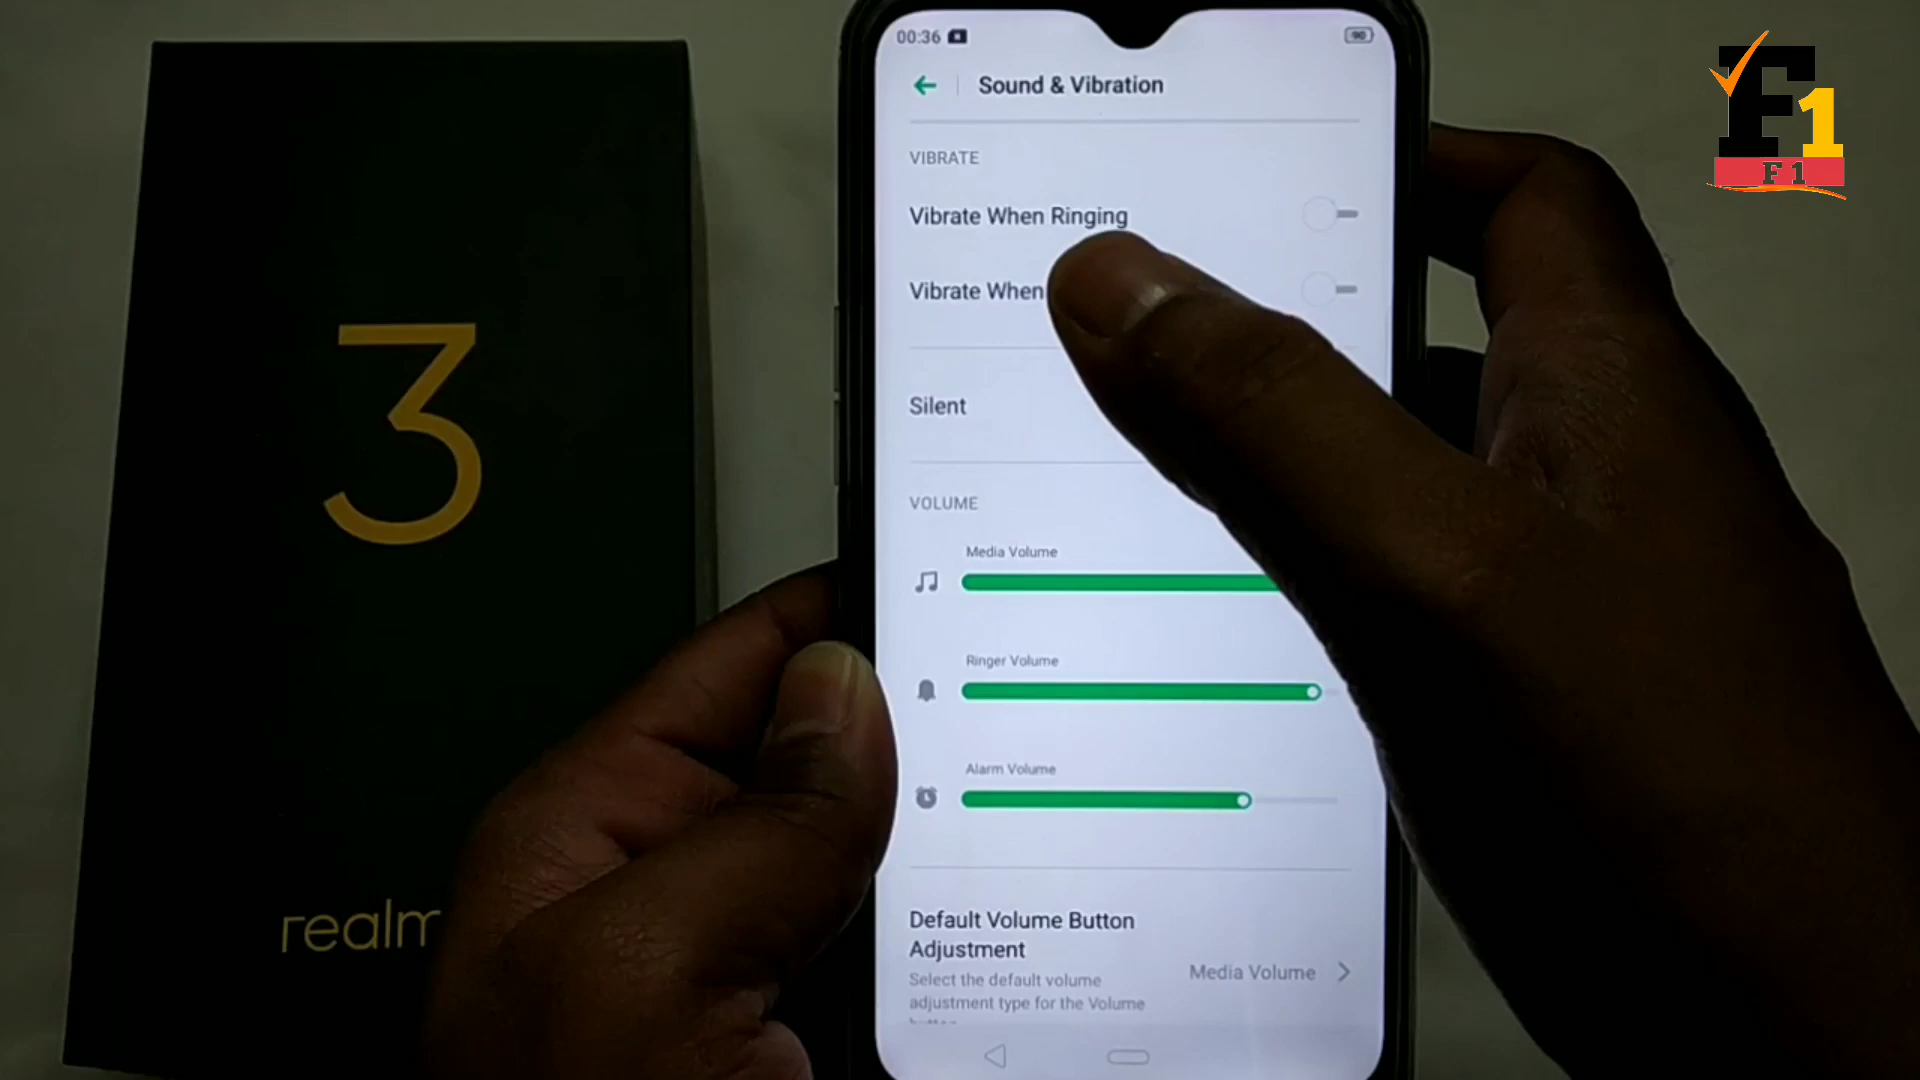 3
realm
00:36
90
Sound & Vibration
VIBRATE
Vibrate When Ringing
Vibrate When
Silent
VOLUME
Media Volume
Ringer Volume
Alarm Volume
Default Volume Button
Adjustment
Select the default volume
adjustment type for the Volume
Media Volume
F1
F1